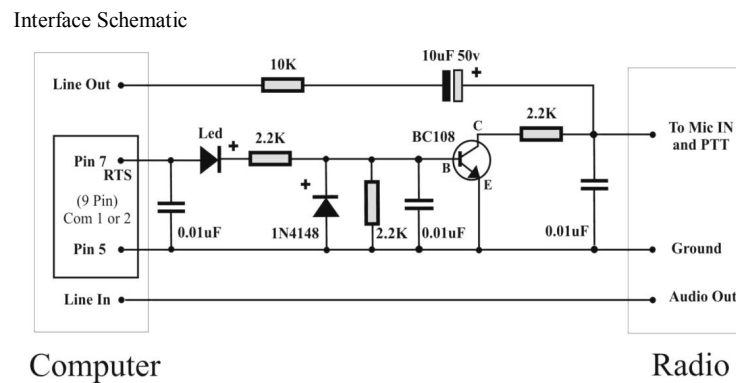 Interface Schematic
10uF 50v
+
10K
Line Out
2.2K
C
BC108
To Mic IN
and PTT
Led
+
2.2K
Pin 7
RTS
B
E
(9 Pin)
Com 1 or 2
+
0.01uF
1N4148
2.2K
0.01uF
0.01uF
Pin 5
Ground
Line In
Audio Out
Computer
Radio